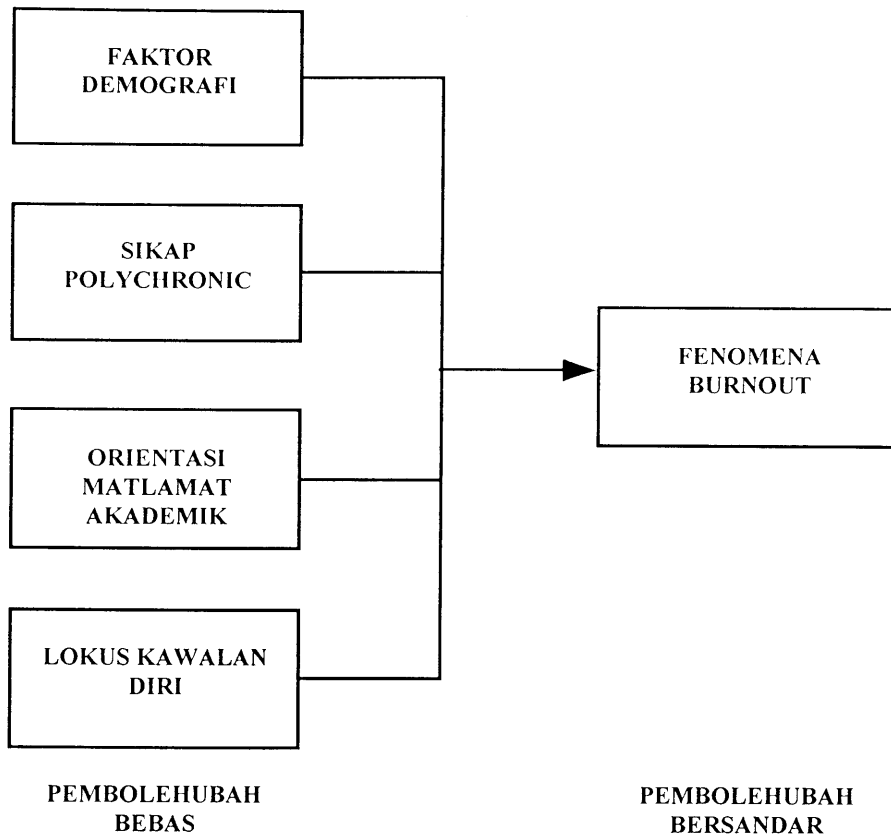 FAKTOR
DEMOGRAFI
SIKAP
POLYCHRONIC
ORIENTASI
MATLAMAT
AKADEMIK
LOKUS KAWALAN
DIRI
FENOMENA
BURNOUT
PEMBOLEHUBAH
BEBAS
PEMBOLEHUBAH
BERSANDAR